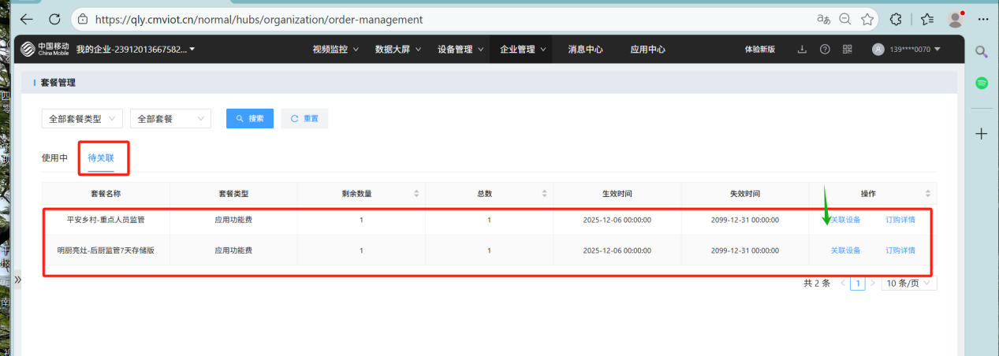 https://qly.cmviot.cn/normal/hubs/organization/order-management
中国移动 China Mobile 我的企业-23912013667582... 视频监控 数据大屏 设备管理 企业管理 消息中心 应用中心 体验新版 139****0070
套餐管理
全部套餐类型 全部套餐 搜索 重置
使用中 待关联
套餐名称 套餐类型 剩余数量 总数 生效时间 失效时间 操作
平安乡村-重点人员监管 应用功能费 1 1 2025-12-06 00:00:00 2099-12-31 00:00:00 关联设备 订购详情
明厨亮灶-后厨监管7天存储版 应用功能费 1 1 2025-12-06 00:00:00 2099-12-31 00:00:00 关联设备 订购详情
共 2 条 < 1 > 10 条/页